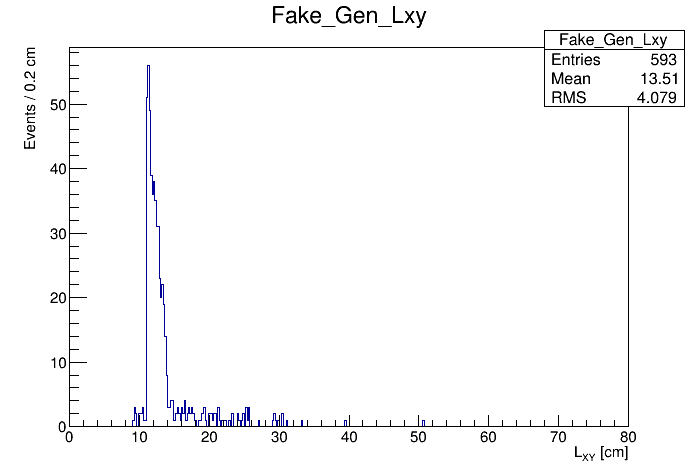 Fake_Gen_Lxy
Fake_Gen_Lxy
Entries 593
Mean 13.51
RMS 4.079
Events / 0.2 cm
50
40
30
20
10
0
0 10 20 30 40 50 60 70 80
L_XY [cm]